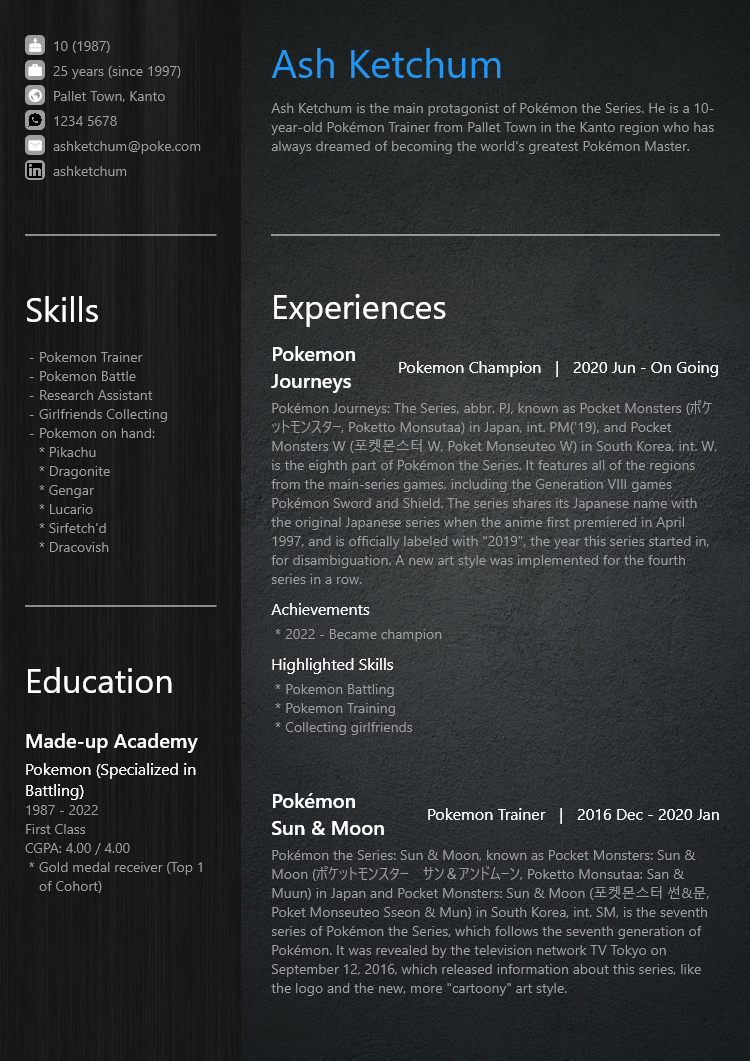 10 (1987)
25 years (since 1997)
Pallet Town, Kanto
1234 5678
ashketchum@poke.com
ashketchum
Skills
- Pokemon Trainer
- Pokemon Battle
- Research Assistant
- Girlfriends Collecting
- Pokemon on hand:
* Pikachu
* Dragonite
* Gengar
* Lucario
* Sirfetch'd
* Dracovish
Education
Made-up Academy
Pokemon (Specialized in
Battling)
1987 - 2022
First Class
CGPA: 4.00 / 4.00
* Gold medal receiver (Top 1
of Cohort)
Ash Ketchum
Ash Ketchum is the main protagonist of Pokémon the Series. He is a 10-
year-old Pokémon Trainer from Pallet Town in the Kanto region who has
always dreamed of becoming the world's greatest Pokémon Master.
Experiences
Pokemon
Journeys
Pokemon Champion | 2020 Jun - On Going
Pokémon Journeys: The Series, abbr. PJ, known as Pocket Monsters (ポケ
ットモンスター, Poketto Monsutaa) in Japan, int. PM('19), and Pocket
Monsters W (포켓몬스터 W, Poket Monseuteo W) in South Korea, int. W,
is the eighth part of Pokémon the Series. It features all of the regions
from the main-series games, including the Generation VIII games
Pokémon Sword and Shield. The series shares its Japanese name with
the original Japanese series when the anime first premiered in April
1997, and is officially labeled with "2019", the year this series started in,
for disambiguation. A new art style was implemented for the fourth
series in a row.
Achievements
* 2022 - Became champion
Highlighted Skills
* Pokemon Battling
* Pokemon Training
* Collecting girlfriends
Pokémon
Sun & Moon
Pokemon Trainer | 2016 Dec - 2020 Jan
Pokémon the Series: Sun & Moon, known as Pocket Monsters: Sun &
Moon (ポケットモンスター　サン＆アンドムーン, Poketto Monsutaa: San &
Muun) in Japan and Pocket Monsters: Sun & Moon (포켓몬스터 썬&문,
Poket Monseuteo Sseon & Mun) in South Korea, int. SM, is the seventh
series of Pokémon the Series, which follows the seventh generation of
Pokémon. It was revealed by the television network TV Tokyo on
September 12, 2016, which released information about this series, like
the logo and the new, more "cartoony" art style.